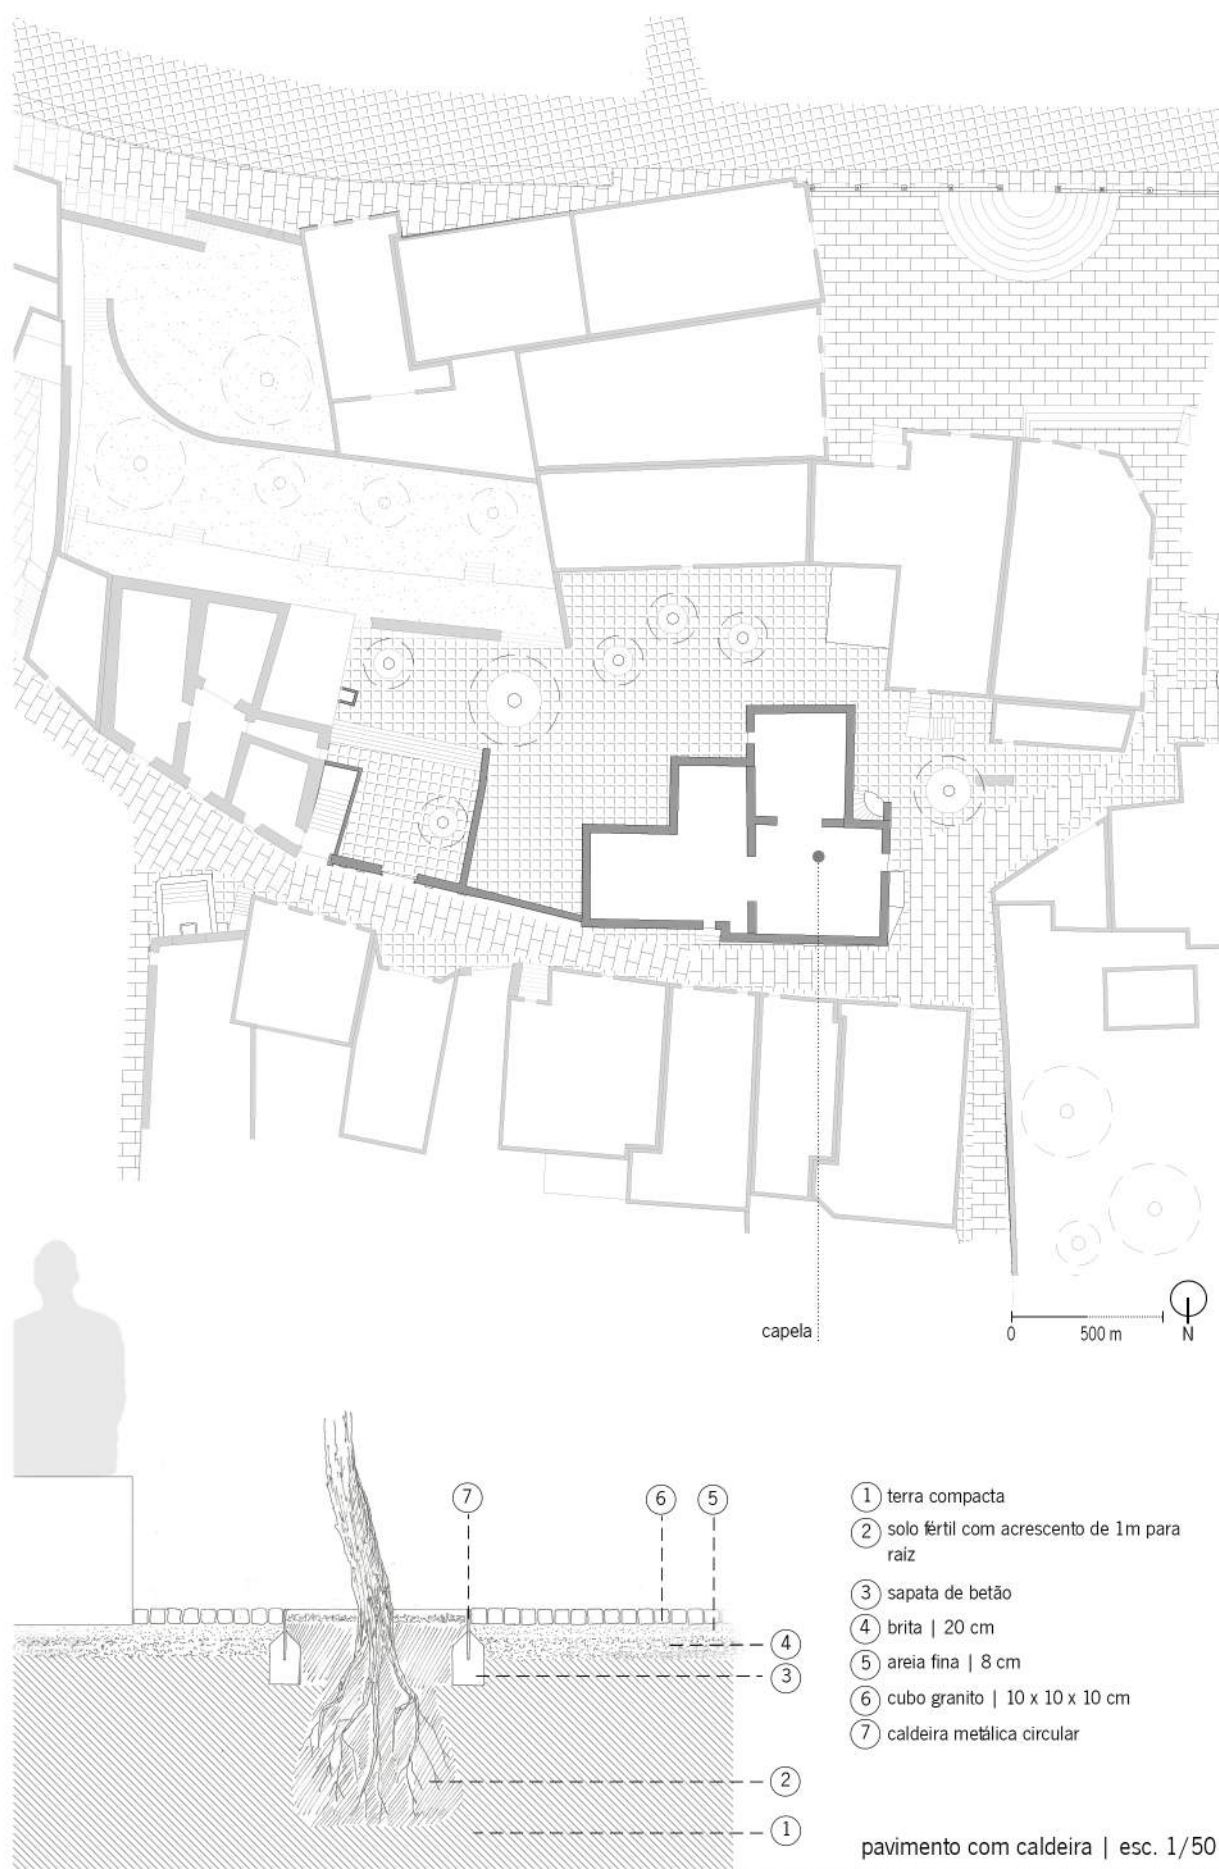 capela
0 500 m N
7 6 5
4
3
2
1
1 terra compacta
2 solo fértil com acrescento de 1m para
raiz
3 sapata de betão
4 brita | 20 cm
5 areia fina | 8 cm
6 cubo granito | 10 x 10 x 10 cm
7 caldeira metálica circular
pavimento com caldeira | esc. 1/50